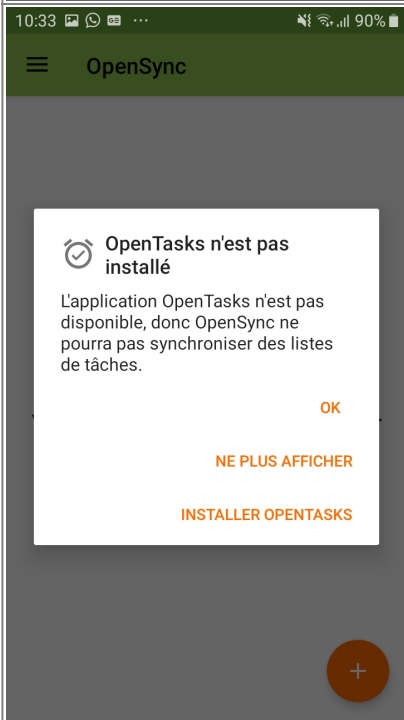 10:33 GE ... 90%
OpenSync
OpenTasks n'est pas
installé
L'application OpenTasks n'est pas
disponible, donc OpenSync ne
pourra pas synchroniser des listes
de tâches.
OK
NE PLUS AFFICHER
INSTALLER OPENTASKS
+